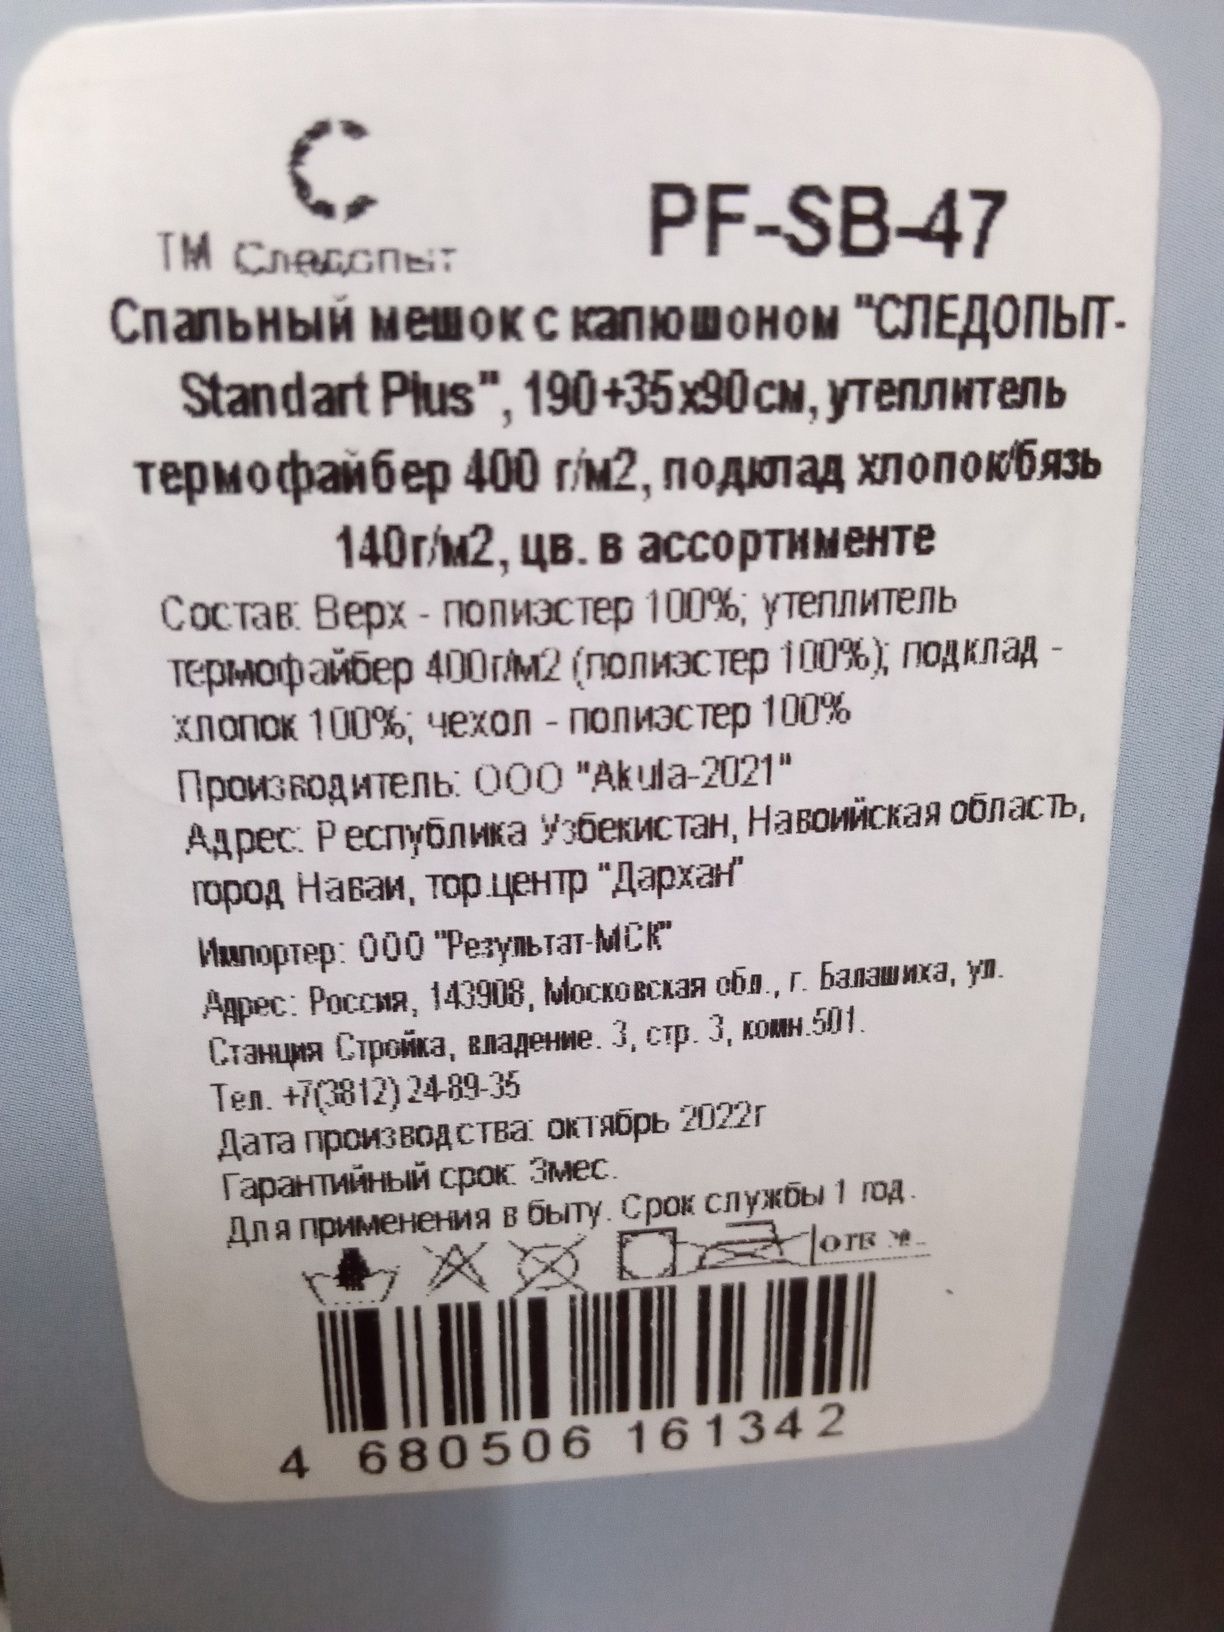 С
ТМ Следопыт
PF-SB-47
Спальный мешок с капюшоном "СЛЕДОПЫТ-
Standart Plus", 190+35х90см, утеплитель
термофайбер 400 г/м2, подклад хлопок/бязь
140г/м2, цв. в ассортименте
Состав: Верх - полиэстер 100%; утеплитель
термофайбер 400г/м2 (полиэстер 100%); подклад -
хлопок 100%; чехол - полиэстер 100%
Производитель: ООО "Akula-2021"
Адрес: Республика Узбекистан, Навоийская область,
город Наваи, тор.центр "Дархан"
Импортер: ООО "Результат-МСК"
Адрес: Россия, 143908, Московская обл., г. Балашиха, ул.
Станция Стройка, владение. 3, стр. 3, комн.501.
Тел. +7(3812) 24-89-35
Дата производства: октябрь 2022г
Гарантийный срок: 3мес.
Для применения в быту. Срок службы 1 год.
4 680506 161342